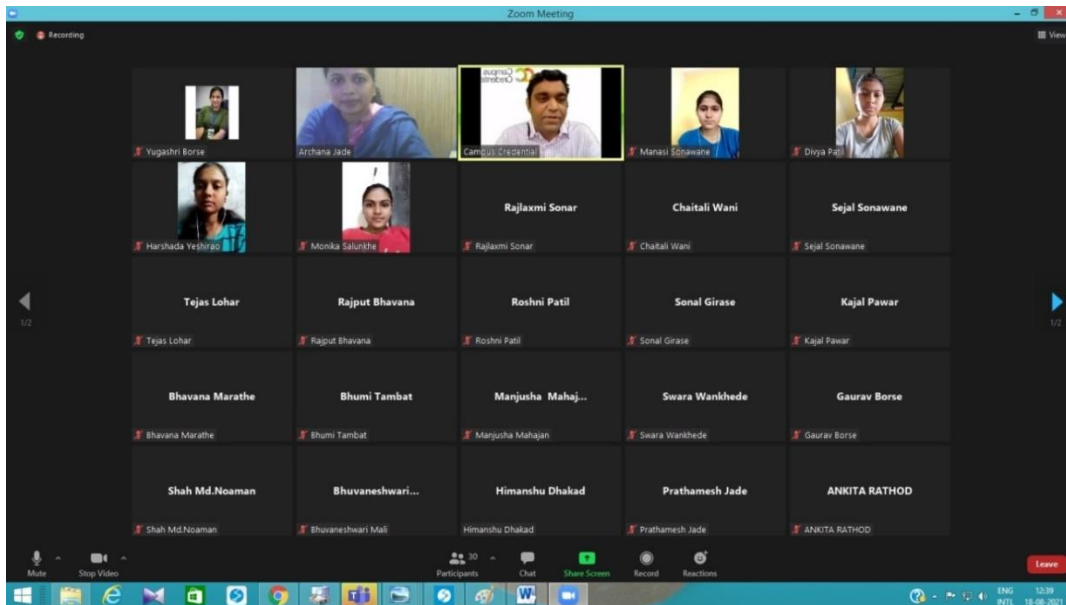 Zoom Meeting
Recording
View
Campus
Credentia
Yugashri Borse
Archana Jade
Campus Credential
Manasi Sonawane
Divya Patil
Harshada Yeshirao
Monika Salunkhe
Rajlaxmi Sonar
Rajlaxmi Sonar
Chaitali Wani
Chaitali Wani
Sejal Sonawane
Sejal Sonawane
1/2
1/2
Tejas Lohar
Tejas Lohar
Rajput Bhavana
Rajput Bhavana
Roshni Patil
Roshni Patil
Sonal Girase
Sonal Girase
Kajal Pawar
Kajal Pawar
Bhavana Marathe
Bhavana Marathe
Bhumi Tambat
Bhumi Tambat
Manjusha Mahaj...
Manjusha Mahajan
Swara Wankhede
Swara Wankhede
Gaurav Borse
Gaurav Borse
Shah Md.Noaman
Shah Md.Noaman
Bhuvaneshwari...
Bhuvaneshwari Mali
Himanshu Dhakad
Himanshu Dhakad
Prathamesh Jade
Prathamesh Jade
ANKITA RATHOD
ANKITA RATHOD
Mute
Stop Video
30
Participants
Chat
Share Screen
Record
Reactions
Leave
ENG
INTL
12:39
18-08-2021